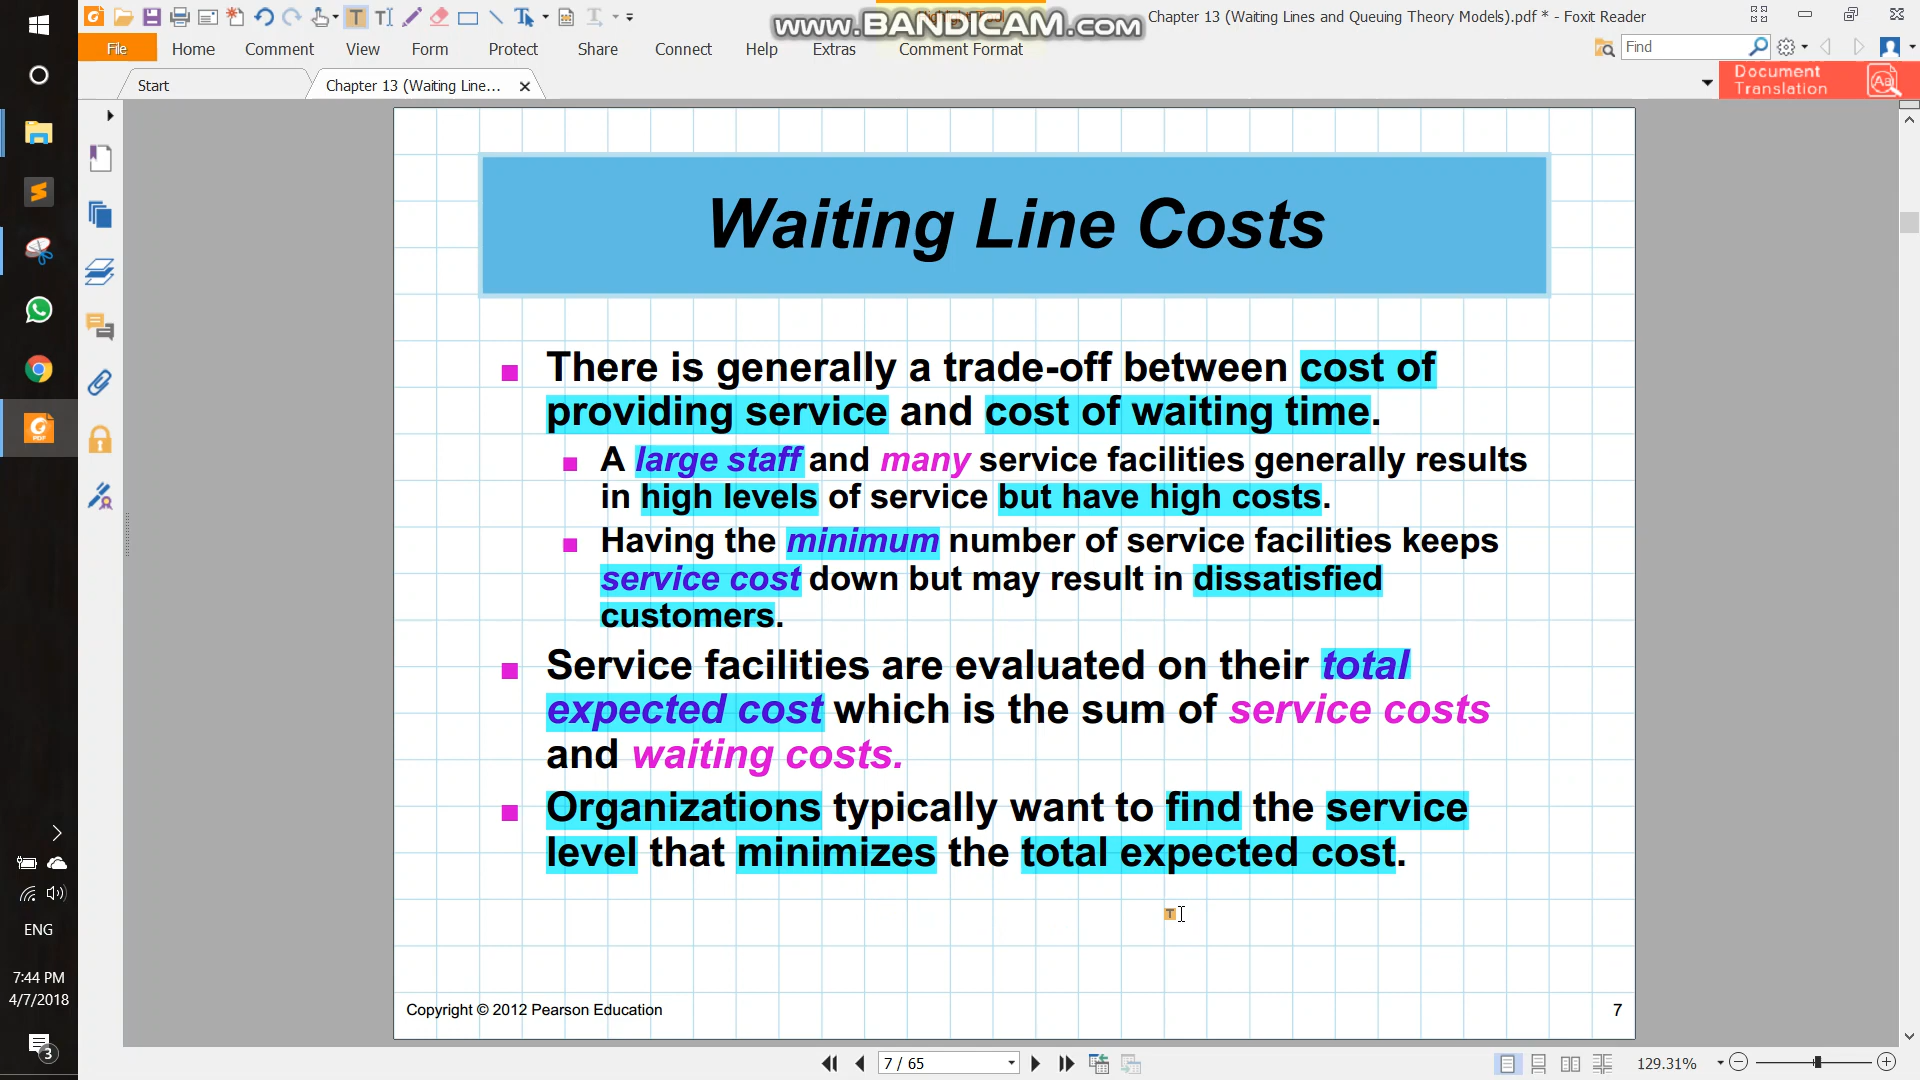 www.BANDICAM.com
Chapter 13 (Waiting Lines and Queuing Theory Models).pdf * - Foxit Reader
File Home Comment View Form Protect Share Connect Help Extras Comment Format
Find
Start
Chapter 13 (Waiting Line...
Document
Translation
Waiting Line Costs
There is generally a trade-off between cost of
providing service and cost of waiting time.
A large staff and many service facilities generally results
in high levels of service but have high costs.
Having the minimum number of service facilities keeps
service cost down but may result in dissatisfied
customers.
Service facilities are evaluated on their total
expected cost which is the sum of service costs
and waiting costs.
Organizations typically want to find the service
level that minimizes the total expected cost.
Copyright © 2012 Pearson Education
7
ENG
7:44 PM
4/7/2018
3
7 / 65
129.31%